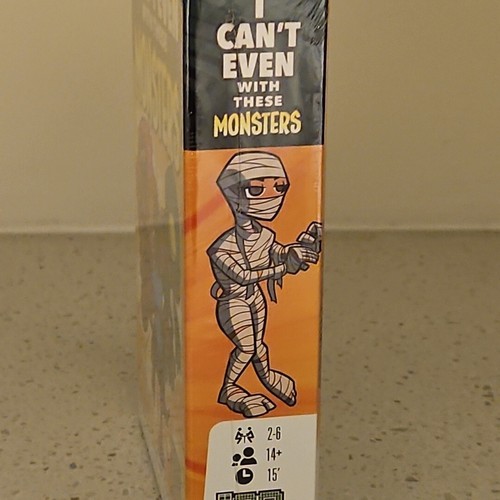 I
CAN'T
EVEN
WITH
THESE
MONSTERS
2-6
14+
15'